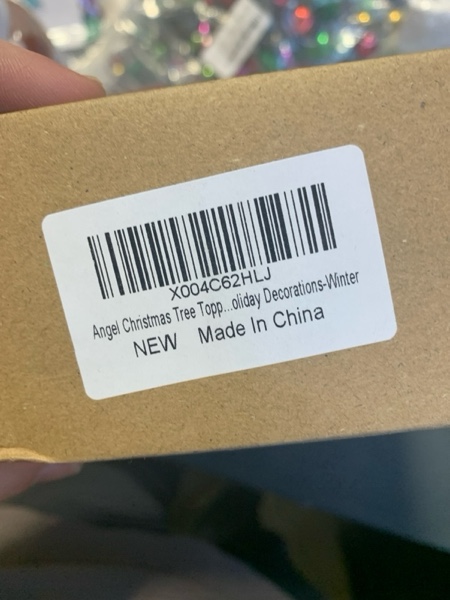 X004C62HLJ
Angel Christmas Tree Topp...oliday Decorations-Winter
NEW Made In China